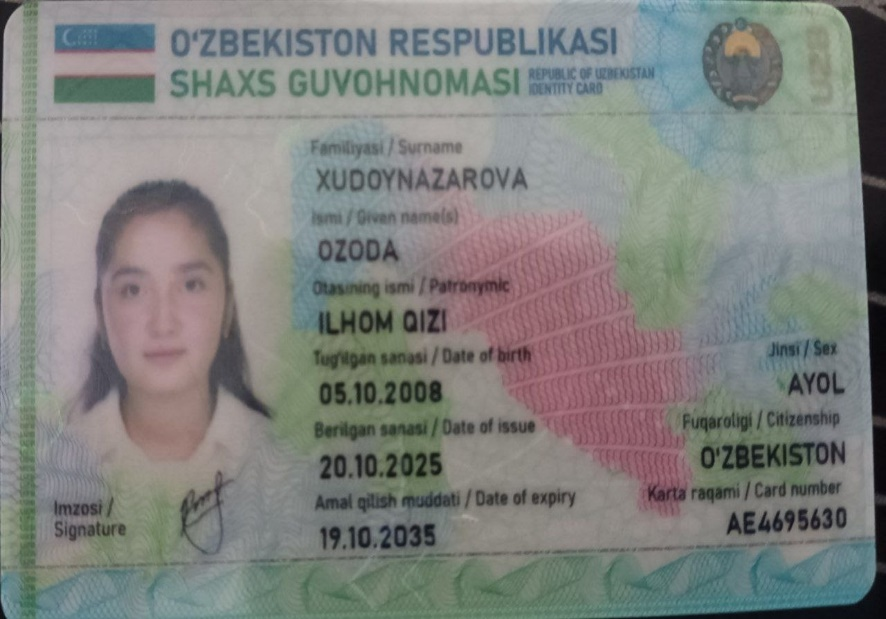 O‘ZBEKISTON RESPUBLIKASI
SHAXS GUVOHNOMASI
REPUBLIC OF UZBEKISTAN
IDENTITY CARD
UZB
Familiyasi / Surname
XUDOYNAZAROVA
Ismi / Given name(s)
OZODA
Otasining ismi / Patronymic
ILHOM QIZI
Tug‘ilgan sanasi / Date of birth
05.10.2008
Jinsi / Sex
AYOL
Berilgan sanasi / Date of issue
20.10.2025
Fuqaroligi / Citizenship
O‘ZBEKISTON
Amal qilish muddati / Date of expiry
19.10.2035
Karta raqami / Card number
AE4695630
Imzosi /
Signature